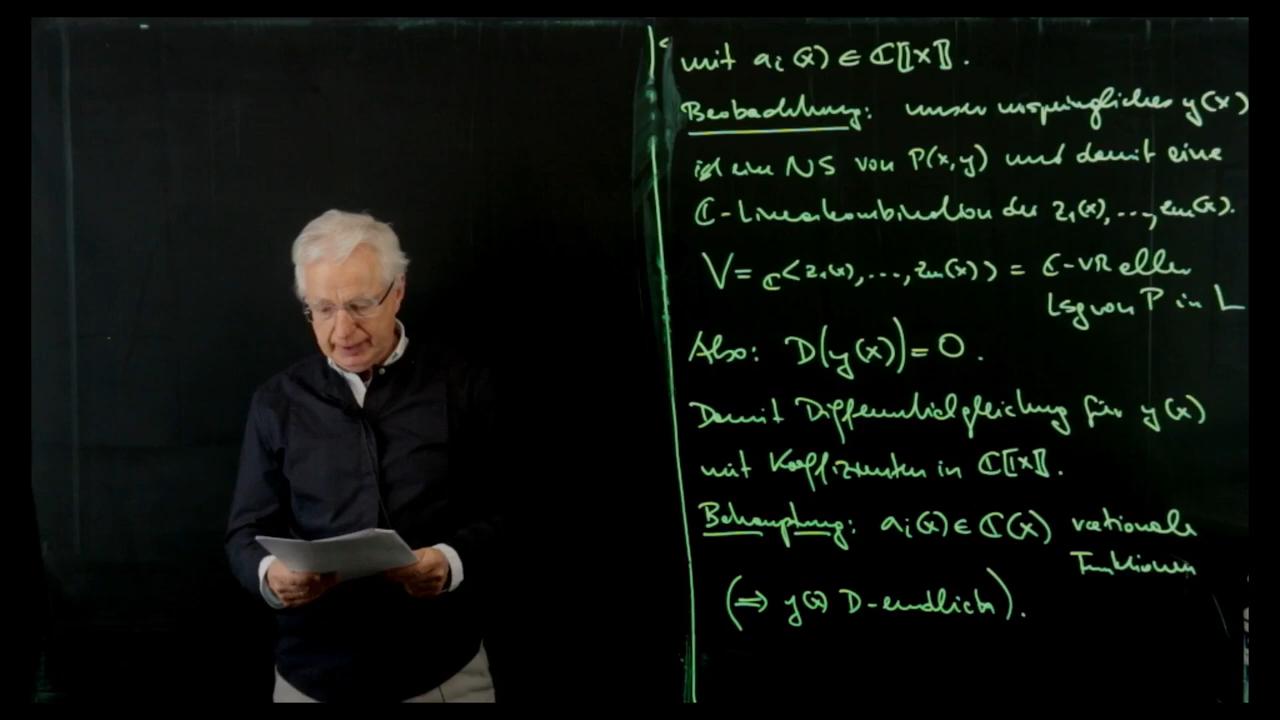 mit aᵢ(x) ∈ ℂ[[x]].
Beobachtung: unser ursprüngliches y(x)
ist eine NS von P(x,y) und damit eine
ℂ-Linearkombination der z₁(x), ..., zₘ(x).
V = ℂ<z₁(x), ..., zₘ(x)> = ℂ-VR aller
Lsg von P in L
Also: D(y(x)) = 0.
Damit Differentialgleichung für y(x)
mit Koeffizienten in ℂ[[x]].
Behauptung: aᵢ(x) ∈ ℂ(x) rationale
Funktionen
(⇒ y(x) D-endlich).